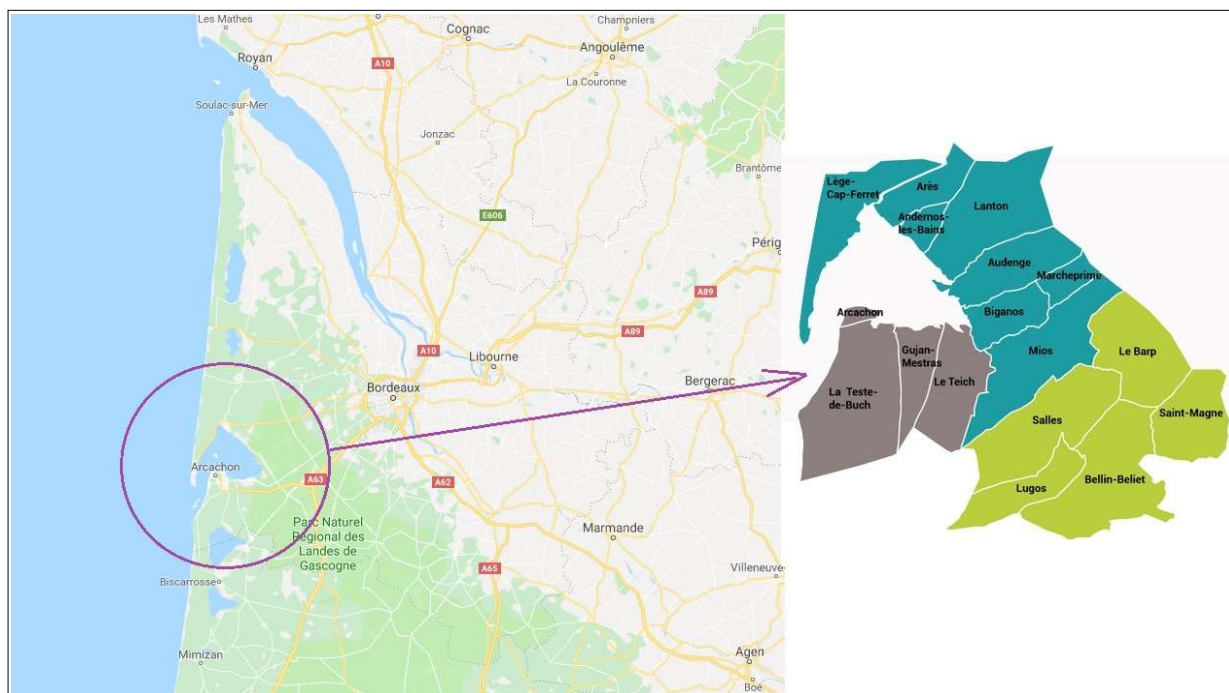 Les Mathes
Royan
Soulac-sur-Mer
Cognac
Champniers
Angoulême
La Couronne
A10
Jonzac
Brantôme
E606
Périg
A89
A89
A10
Libourne
Bordeaux
Bergerac
Arcachon
A63
A62
Parc Naturel
Régional des
Landes de
Gascogne
Marmande
Biscarrosse
A65
Villeneuve
Mimizan
Agen
Boé
Lège-
Cap-Ferret
Arès
Andernos-
les-Bains
Lanton
Audenge
Marcheprime
Biganos
Arcachon
Gujan-
Mestras
Le Teich
La Teste-
de-Buch
Mios
Le Barp
Salles
Saint-Magne
Lugos
Bellin-Beliet